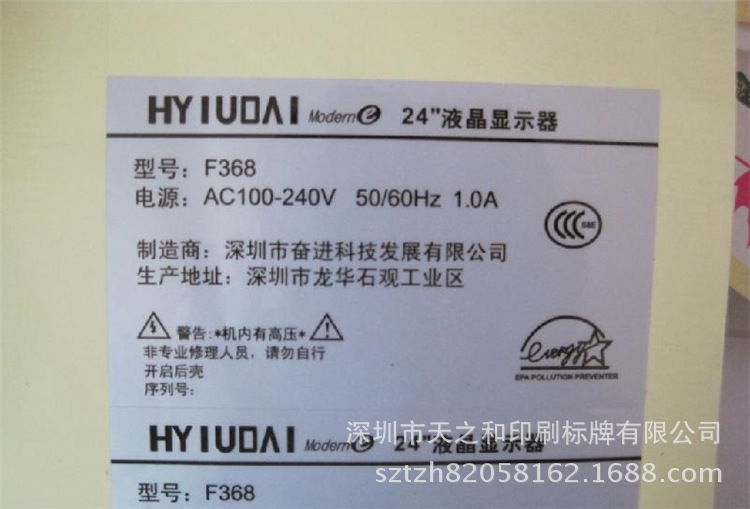 HYIUOAI Modern e 24"液晶显示器
型号：F368
电源：AC100-240V 50/60Hz 1.0A
CCC S&E
制造商：深圳市奋进科技发展有限公司
生产地址：深圳市龙华石观工业区
警告:*机内有高压*
非专业修理人员，请勿自行
开启后壳
序列号:
energy
EPA POLLUTION PREVENTER
深圳市天之和印刷标牌有限公司
HYIUOAI Modern e 24"液晶显示器
sztzh82058162.1688.com
型号：F368